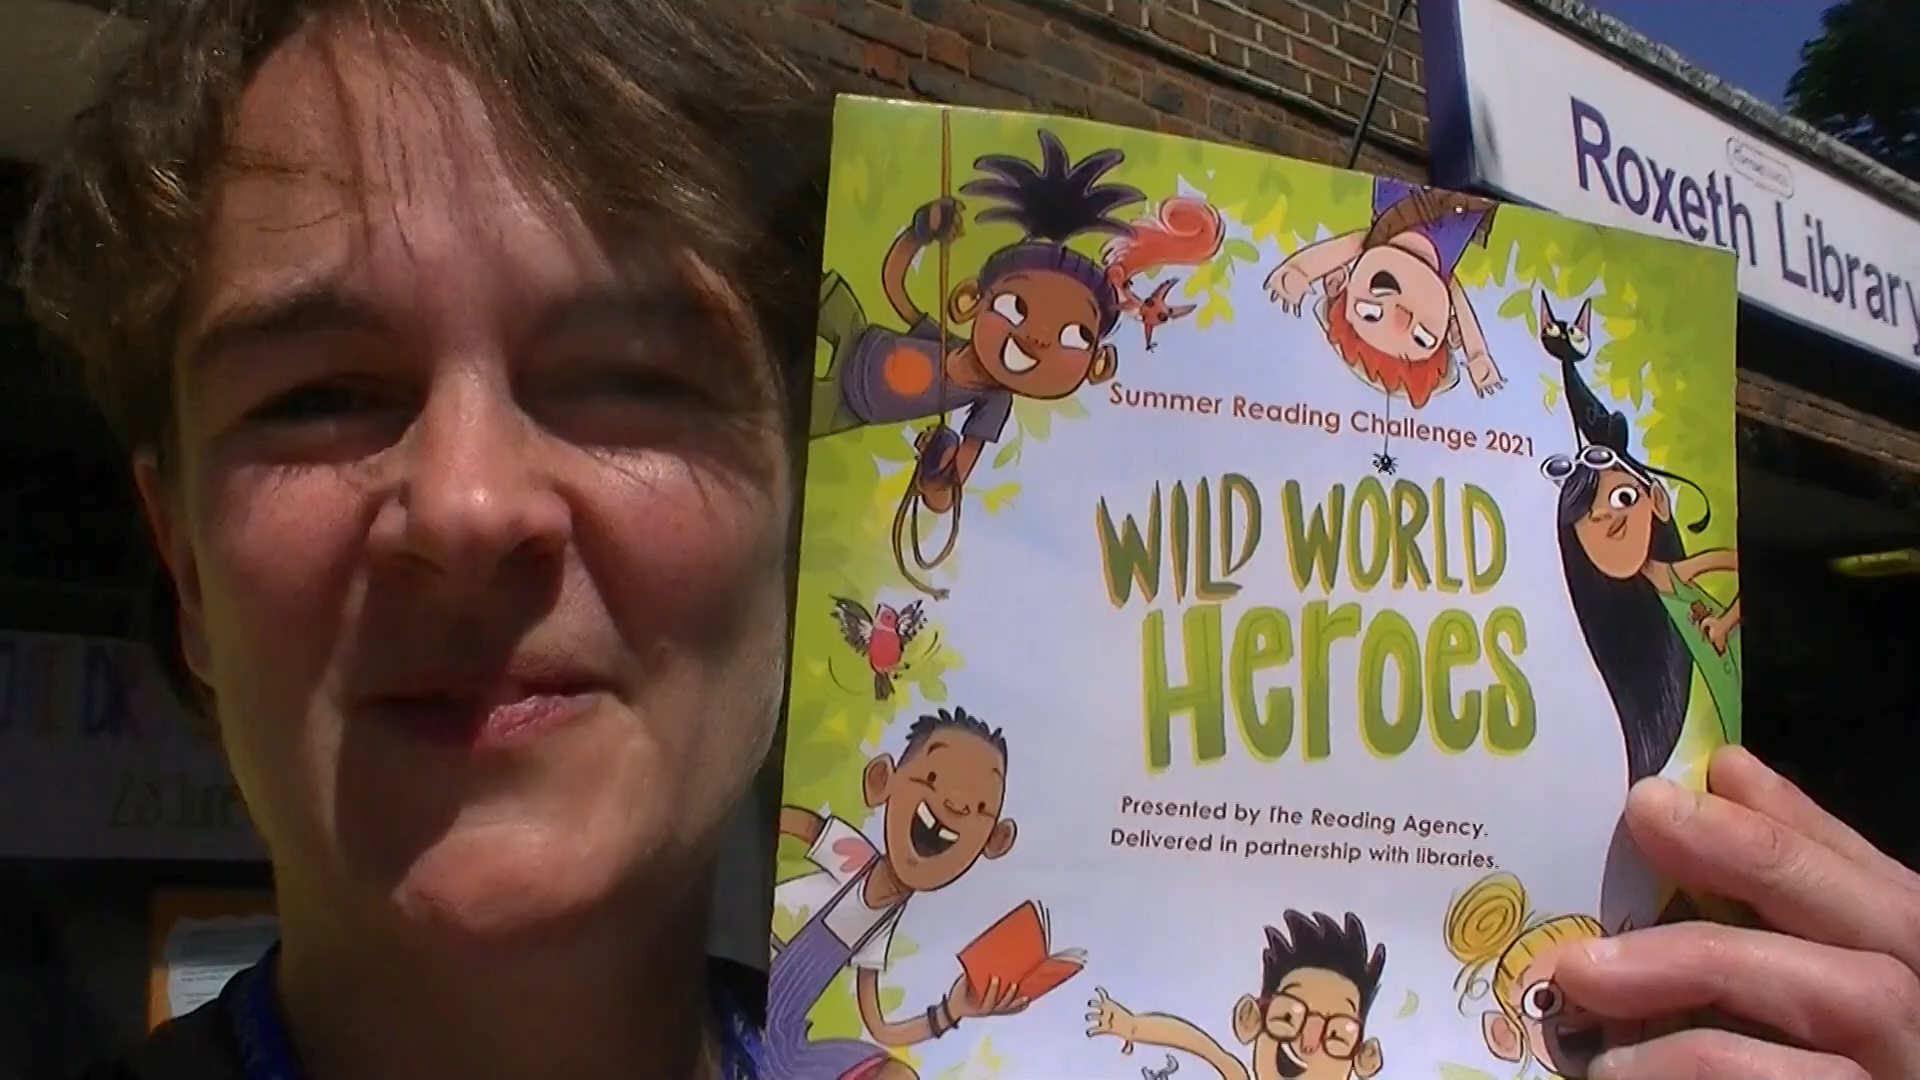 Roxeth Library
Summer Reading Challenge 2021
WILD WORLD
Heroes
Presented by The Reading Agency.
Delivered in partnership with libraries.